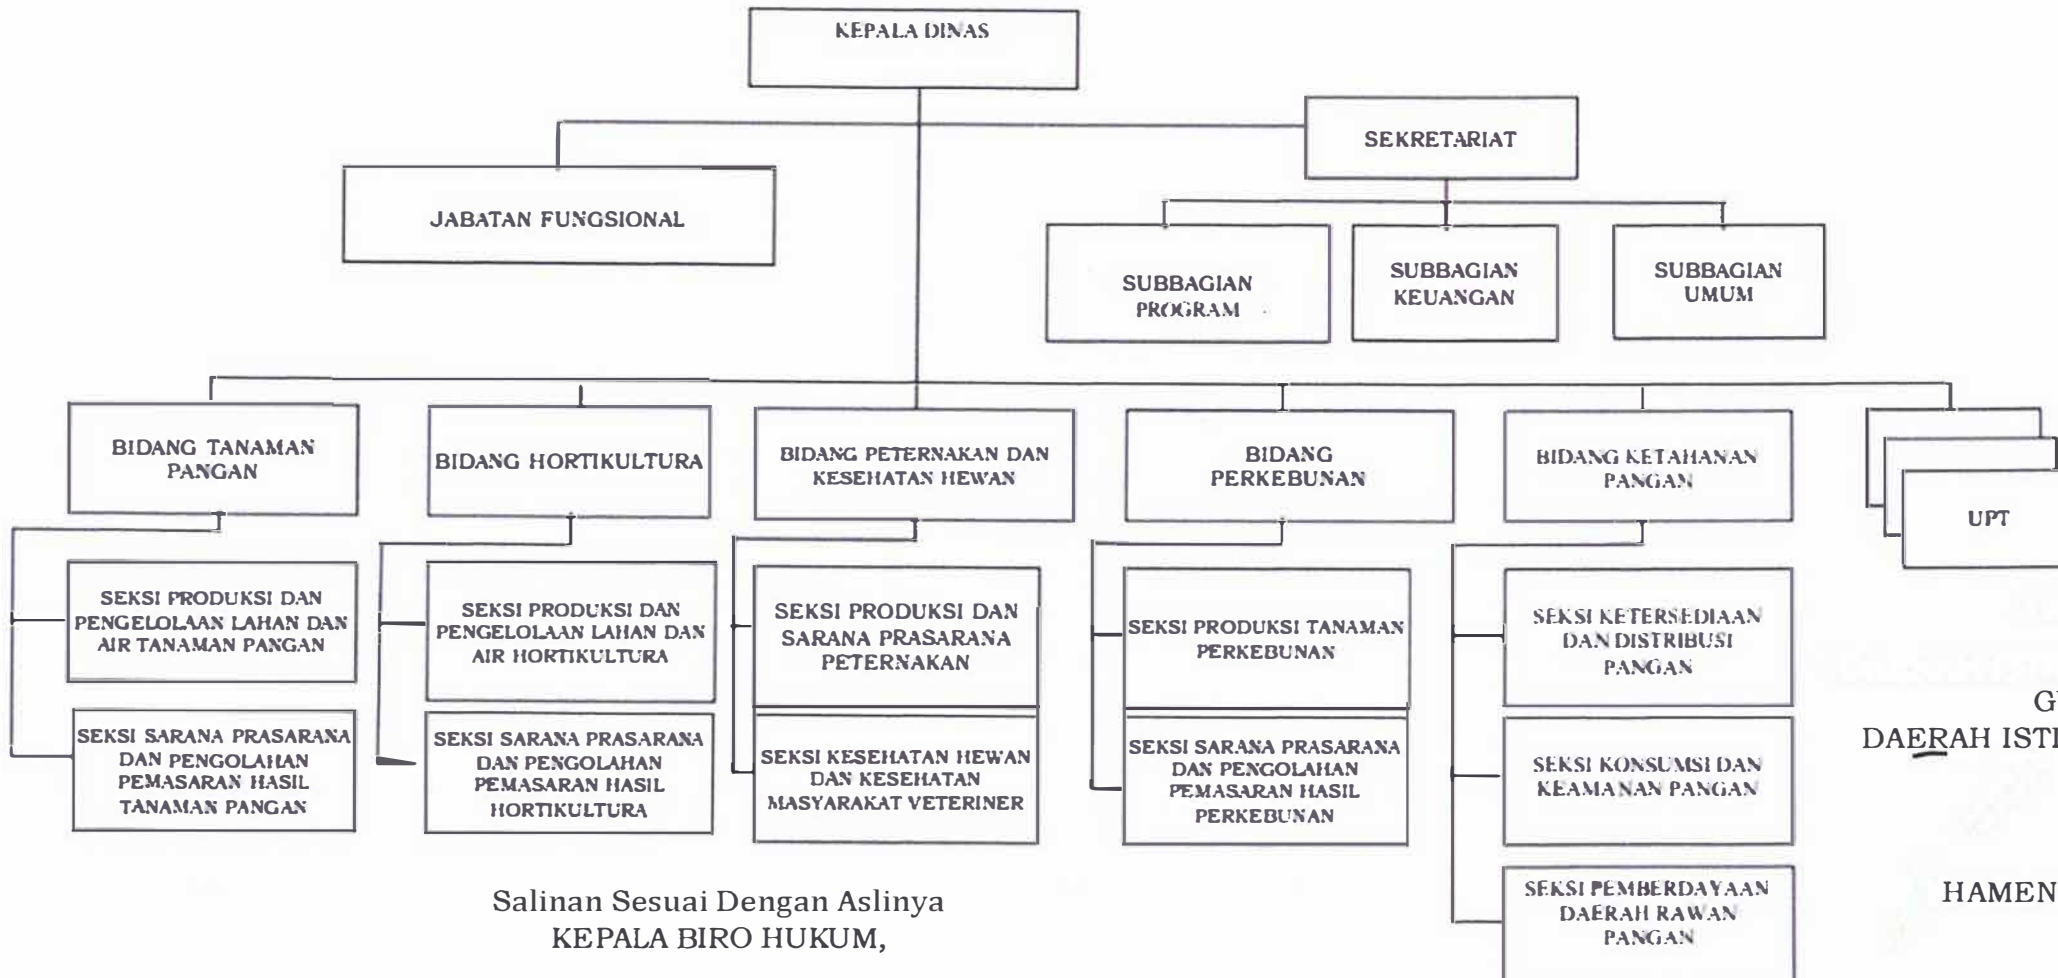 KEPALA DINAS
SEKRETARIAT
JABATAN FUNGSIONAL
SUBBAGIAN
PROGRAM
SUBBAGIAN
KEUANGAN
SUBBAGIAN
UMUM
BIDANG TANAMAN
PANGAN
BIDANG HORTIKULTURA
BIDANG PETERNAKAN DAN
KESEHATAN HEWAN
BIDANG
PERKEBUNAN
BIDANG KETAHANAN
PANGAN
UPT
SEKSI PRODUKSI DAN
PENGELOLAAN LAHAN DAN
AIR TANAMAN PANGAN
SEKSI PRODUKSI DAN
PENGELOLAAN LAHAN DAN
AIR HORTIKULTURA
SEKSI PRODUKSI DAN
SARANA PRASARANA
PETERNAKAN
SEKSI PRODUKSI TANAMAN
PERKEBUNAN
SEKSI KETERSEDIAAN
DAN DISTRIBUSI
PANGAN
SEKSI SARANA PRASARANA
DAN PENGOLAHAN
PEMASARAN HASIL
TANAMAN PANGAN
SEKSI SARANA PRASARANA
DAN PENGOLAHAN
PEMASARAN HASIL
HORTIKULTURA
SEKSI KESEHATAN HEWAN
DAN KESEHATAN
MASYARAKAT VETERINER
SEKSI SARANA PRASARANA
DAN PENGOLAHAN
PEMASARAN HASIL
PERKEBUNAN
SEKSI KONSUMSI DAN
KEAMANAN PANGAN
SEKSI PEMBERDAYAAN
DAERAH RAWAN
PANGAN
G
DAERAH ISTI
HAMEN
Salinan Sesuai Dengan Aslinya
KEPALA BIRO HUKUM,